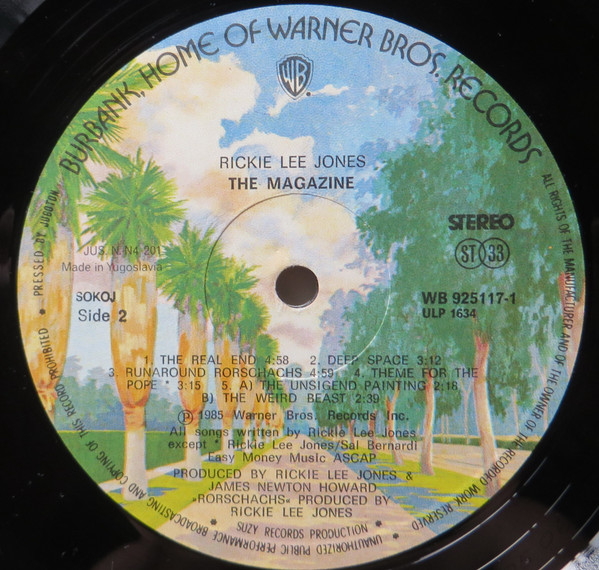 BURBANK, HOME OF WARNER BROS. RECORDS
WB
RICKIE LEE JONES
THE MAGAZINE
STEREO
ST 33
JUS. N.N4 201
Made in Yugoslavia
SOKOJ
Side 2
WB 925117-1
ULP 1634
1. THE REAL END 4:58 2. DEEP SPACE 3:12
3. RUNAROUND RORSCHACHS 4:59 4. THEME FOR THE
POPE * 3:15 5. A) THE UNSIGEND PAINTING 2:18
B) THE WEIRD BEAST 2:39
Ⓟ 1985 Warner Bros. Records Inc.
All songs written by Rickie Lee Jones
except * Rickie Lee Jones/Sal Bernardi
Easy Money Music ASCAP
PRODUCED BY RICKIE LEE JONES &
JAMES NEWTON HOWARD
»RORSCHACHS« PRODUCED BY
RICKIE LEE JONES
SUZY RECORDS PRODUCTION •
ALL RIGHTS OF THE MANUFACTURER AND OF THE OWNER OF THE RECORDED WORK RESERVED
• UNAUTHORIZED PUBLIC PERFORMANCE BROADCASTING AND COPYING OF THIS RECORD PROHIBITED • PRESSED BY JUGOTON